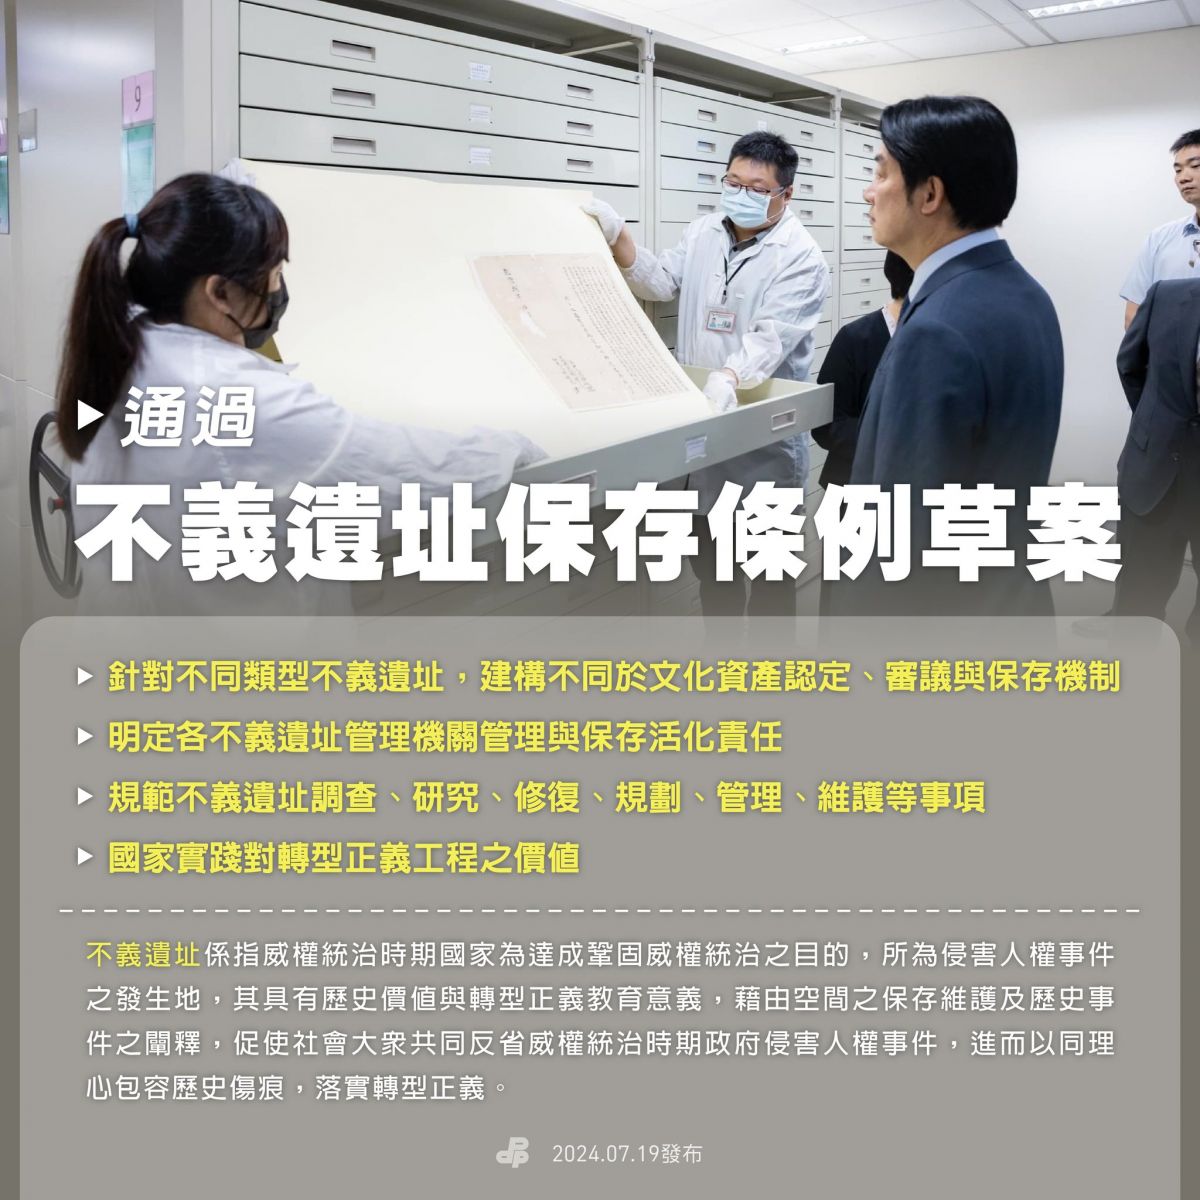 9
通過
不義遺址保存條例草案
針對不同類型不義遺址，建構不同於文化資產認定、審議與保存機制
明定各不義遺址管理機關管理與保存活化責任
規範不義遺址調查、研究、修復、規劃、管理、維護等事項
國家實踐對轉型正義工程之價值
不義遺址係指威權統治時期國家為達成鞏固威權統治之目的，所為侵害人權事件
之發生地，其具有歷史價值與轉型正義教育意義，藉由空間之保存維護及歷史事
件之闡釋，促使社會大眾共同反省威權統治時期政府侵害人權事件，進而以同理
心包容歷史傷痕，落實轉型正義。
dpp 2024.07.19發布